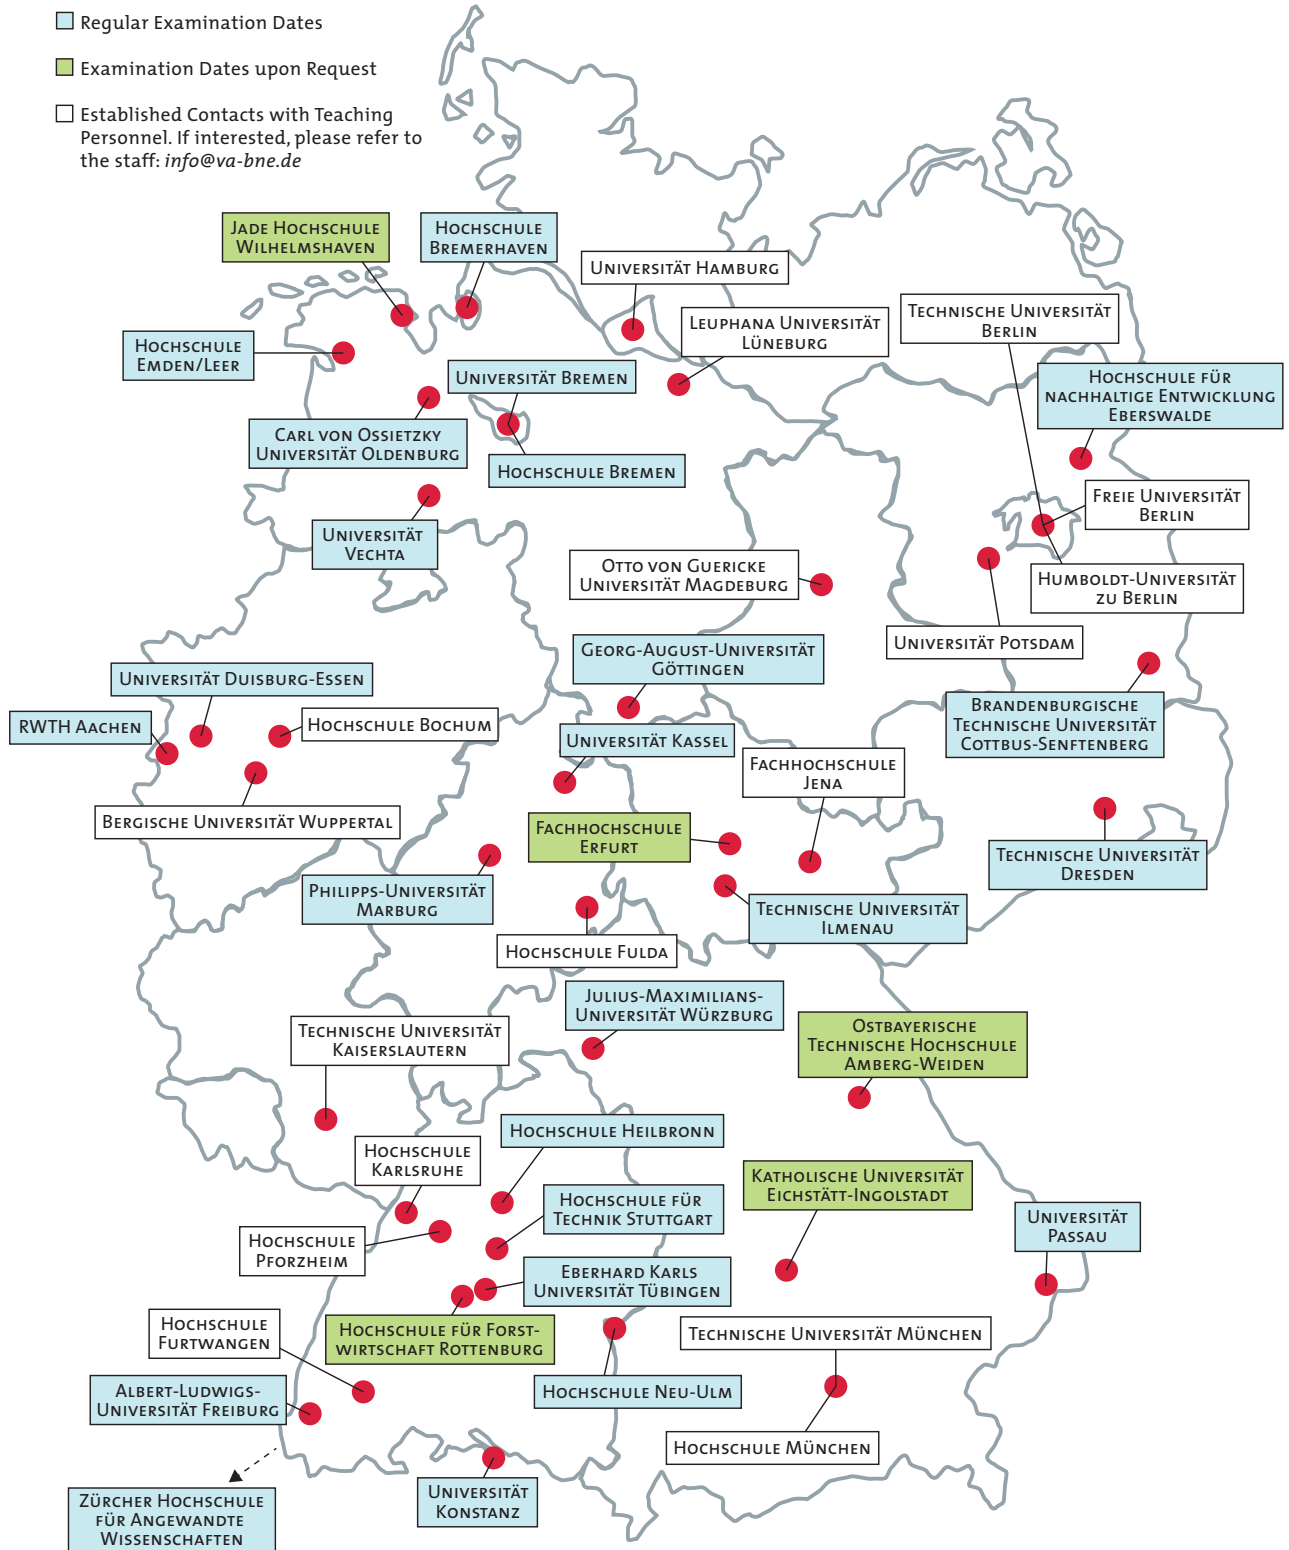 Regular Examination Dates
Examination Dates upon Request
Established Contacts with Teaching
Personnel. If interested, please refer to
the staff: info@va-bne.de
Jade Hochschule
Wilhelmshaven
Hochschule
Bremerhaven
Universität Hamburg
Leuphana Universität
Lüneburg
Technische Universität
Berlin
Hochschule
Emden/Leer
Universität Bremen
Hochschule für
nachhaltige Entwicklung
Eberswalde
Carl von Ossietzky
Universität Oldenburg
Hochschule Bremen
Freie Universität
Berlin
Universität
Vechta
Otto von Guericke
Universität Magdeburg
Humboldt-Universität
zu Berlin
Universität Potsdam
Georg-August-Universität
Göttingen
Universität Duisburg-Essen
RWTH Aachen
Hochschule Bochum
Universität Kassel
Brandenburgische
Technische Universität
Cottbus-Senftenberg
Fachhochschule
Jena
Bergische Universität Wuppertal
Fachhochschule
Erfurt
Technische Universität
Dresden
Philipps-Universität
Marburg
Technische Universität
Ilmenau
Hochschule Fulda
Julius-Maximilians-
Universität Würzburg
Technische Universität
Kaiserslautern
Ostbayerische
Technische Hochschule
Amberg-Weiden
Hochschule Heilbronn
Hochschule
Karlsruhe
Katholische Universität
Eichstätt-Ingolstadt
Hochschule für
Technik Stuttgart
Universität
Passau
Hochschule
Pforzheim
Eberhard Karls
Universität Tübingen
Hochschule
Furtwangen
Hochschule für Forst-
wirtschaft Rottenburg
Technische Universität München
Albert-Ludwigs-
Universität Freiburg
Hochschule Neu-Ulm
Hochschule München
Universität
Konstanz
Zürcher Hochschule
für Angewandte
Wissenschaften